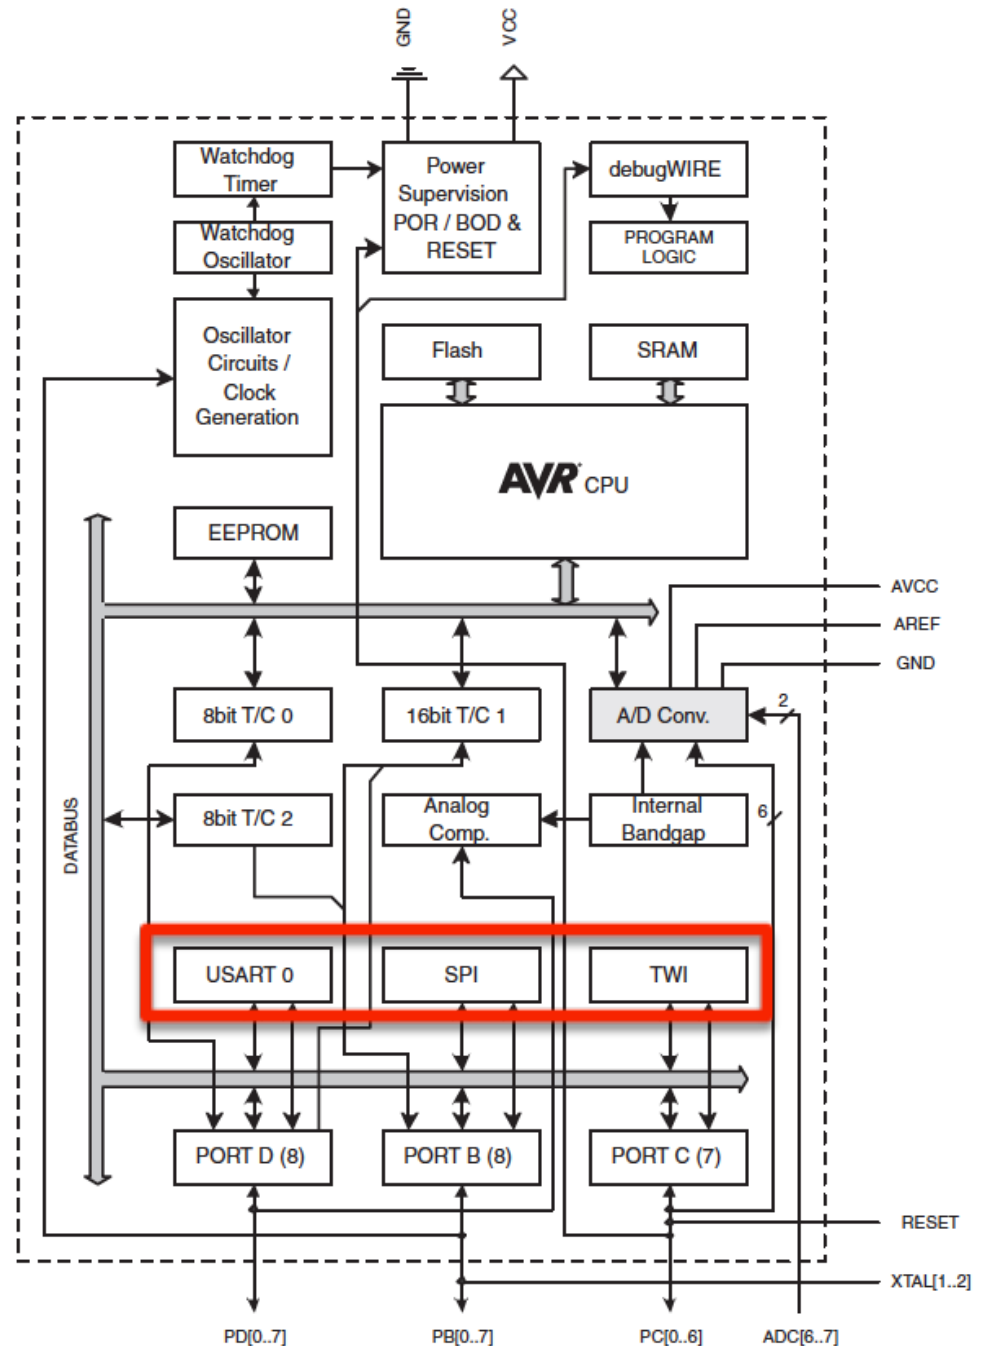 GND
VCC
Watchdog
Timer
Power
Supervision
POR / BOD &
RESET
debugWIRE
Watchdog
Oscillator
PROGRAM
LOGIC
Oscillator
Circuits /
Clock
Generation
Flash
SRAM
AVR CPU
EEPROM
AVCC
AREF
GND
8bit T/C 0
16bit T/C 1
A/D Conv.
2
DATABUS
8bit T/C 2
Analog
Comp.
Internal
Bandgap
6
USART 0
SPI
TWI
PORT D (8)
PORT B (8)
PORT C (7)
RESET
XTAL[1..2]
PD[0..7]
PB[0..7]
PC[0..6]
ADC[6..7]